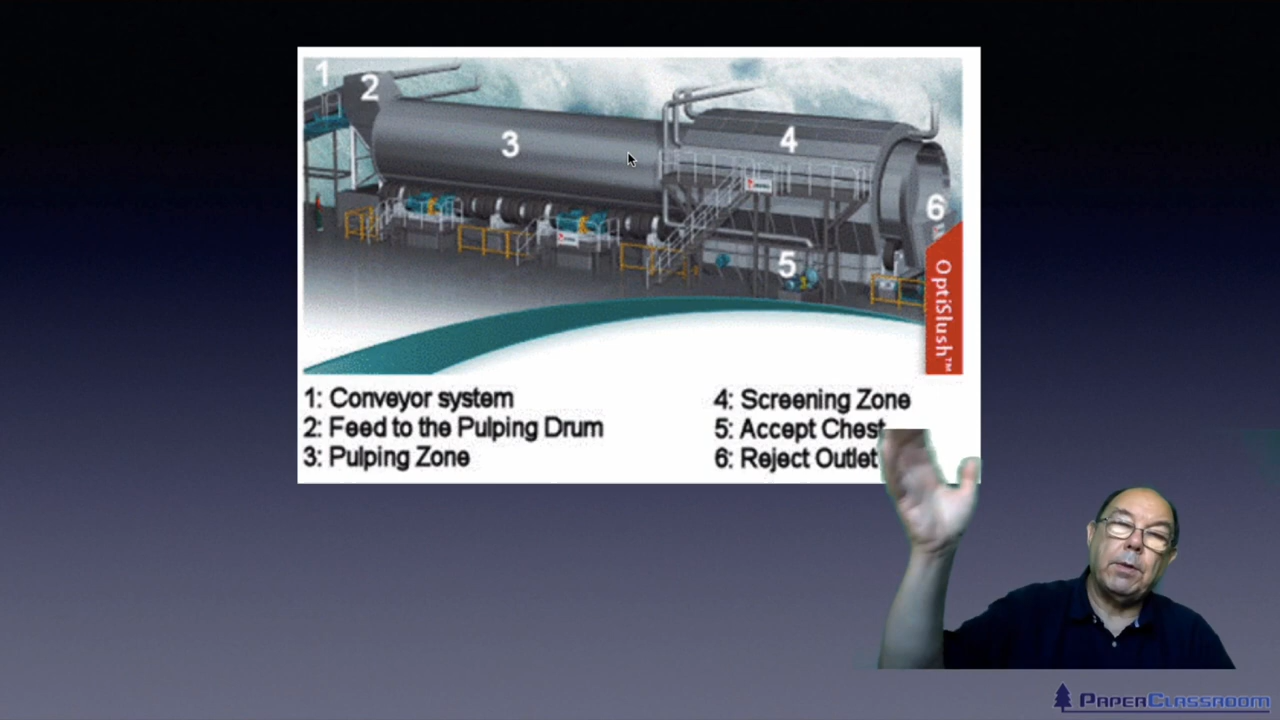 1
2
3
4
5
6
OptiSlush™
1: Conveyor system
2: Feed to the Pulping Drum
3: Pulping Zone
4: Screening Zone
5: Accept Chest
6: Reject Outlet
PAPERCLASSROOM